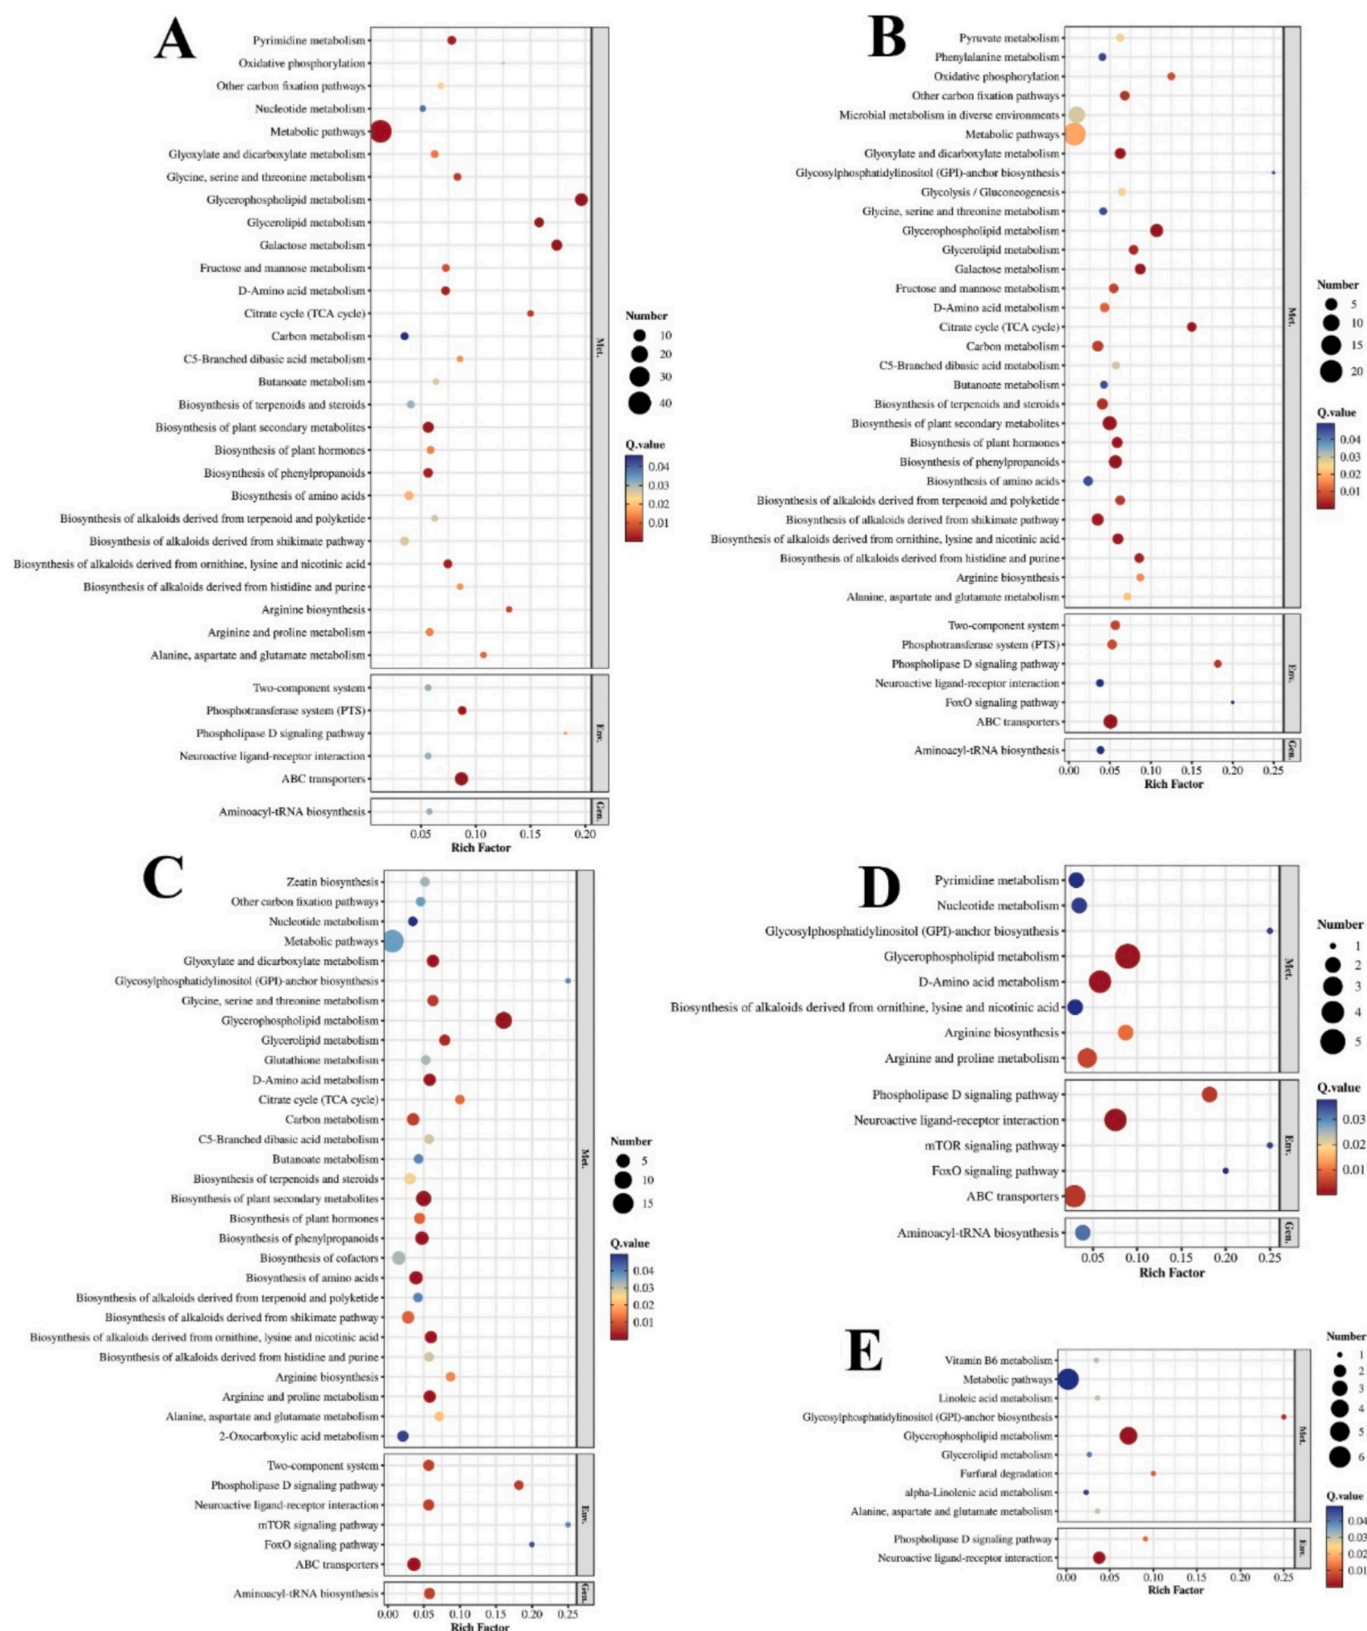 A
Pyrimidine metabolism
Oxidative phosphorylation
Other carbon fixation pathways
Nucleotide metabolism
Metabolic pathways
Glyoxylate and dicarboxylate metabolism
Glycine, serine and threonine metabolism
Glycerophospholipid metabolism
Glycerolipid metabolism
Galactose metabolism
Fructose and mannose metabolism
D-Amino acid metabolism
Citrate cycle (TCA cycle)
Carbon metabolism
C5-Branched dibasic acid metabolism
Butanoate metabolism
Biosynthesis of terpenoids and steroids
Biosynthesis of plant secondary metabolites
Biosynthesis of plant hormones
Biosynthesis of phenylpropanoids
Biosynthesis of amino acids
Biosynthesis of alkaloids derived from terpenoid and polyketide
Biosynthesis of alkaloids derived from shikimate pathway
Biosynthesis of alkaloids derived from ornithine, lysine and nicotinic acid
Biosynthesis of alkaloids derived from histidine and purine
Arginine biosynthesis
Arginine and proline metabolism
Alanine, aspartate and glutamate metabolism
Met.
Two-component system
Phosphotransferase system (PTS)
Phospholipase D signaling pathway
Neuroactive ligand-receptor interaction
ABC transporters
Env.
Aminoacyl-tRNA biosynthesis
Gen.
0.05 0.10 0.15 0.20
Rich Factor
Number
10
20
30
40
Q.value
0.04
0.03
0.02
0.01
B
Pyruvate metabolism
Phenylalanine metabolism
Oxidative phosphorylation
Other carbon fixation pathways
Microbial metabolism in diverse environments
Metabolic pathways
Glyoxylate and dicarboxylate metabolism
Glycosylphosphatidylinositol (GPI)-anchor biosynthesis
Glycolysis / Gluconeogenesis
Glycine, serine and threonine metabolism
Glycerophospholipid metabolism
Glycerolipid metabolism
Galactose metabolism
Fructose and mannose metabolism
D-Amino acid metabolism
Citrate cycle (TCA cycle)
Carbon metabolism
C5-Branched dibasic acid metabolism
Butanoate metabolism
Biosynthesis of terpenoids and steroids
Biosynthesis of plant secondary metabolites
Biosynthesis of plant hormones
Biosynthesis of phenylpropanoids
Biosynthesis of amino acids
Biosynthesis of alkaloids derived from terpenoid and polyketide
Biosynthesis of alkaloids derived from shikimate pathway
Biosynthesis of alkaloids derived from ornithine, lysine and nicotinic acid
Biosynthesis of alkaloids derived from histidine and purine
Arginine biosynthesis
Alanine, aspartate and glutamate metabolism
Met.
Two-component system
Phosphotransferase system (PTS)
Phospholipase D signaling pathway
Neuroactive ligand-receptor interaction
FoxO signaling pathway
ABC transporters
Env.
Aminoacyl-tRNA biosynthesis
Gen.
0.00 0.05 0.10 0.15 0.20 0.25
Rich Factor
Number
5
10
15
20
Q.value
0.04
0.03
0.02
0.01
C
Zeatin biosynthesis
Other carbon fixation pathways
Nucleotide metabolism
Metabolic pathways
Glyoxylate and dicarboxylate metabolism
Glycosylphosphatidylinositol (GPI)-anchor biosynthesis
Glycine, serine and threonine metabolism
Glycerophospholipid metabolism
Glycerolipid metabolism
Glutathione metabolism
D-Amino acid metabolism
Citrate cycle (TCA cycle)
Carbon metabolism
C5-Branched dibasic acid metabolism
Butanoate metabolism
Biosynthesis of terpenoids and steroids
Biosynthesis of plant secondary metabolites
Biosynthesis of plant hormones
Biosynthesis of phenylpropanoids
Biosynthesis of cofactors
Biosynthesis of amino acids
Biosynthesis of alkaloids derived from terpenoid and polyketide
Biosynthesis of alkaloids derived from shikimate pathway
Biosynthesis of alkaloids derived from ornithine, lysine and nicotinic acid
Biosynthesis of alkaloids derived from histidine and purine
Arginine biosynthesis
Arginine and proline metabolism
Alanine, aspartate and glutamate metabolism
2-Oxocarboxylic acid metabolism
Met.
Two-component system
Phospholipase D signaling pathway
Neuroactive ligand-receptor interaction
mTOR signaling pathway
FoxO signaling pathway
ABC transporters
Env.
Aminoacyl-tRNA biosynthesis
Gen.
0.00 0.05 0.10 0.15 0.20 0.25
Rich Factor
Number
5
10
15
Q.value
0.04
0.03
0.02
0.01
D
Pyrimidine metabolism
Nucleotide metabolism
Glycosylphosphatidylinositol (GPI)-anchor biosynthesis
Glycerophospholipid metabolism
D-Amino acid metabolism
Biosynthesis of alkaloids derived from ornithine, lysine and nicotinic acid
Arginine biosynthesis
Arginine and proline metabolism
Met.
Phospholipase D signaling pathway
Neuroactive ligand-receptor interaction
mTOR signaling pathway
FoxO signaling pathway
ABC transporters
Env.
Aminoacyl-tRNA biosynthesis
Gen.
0.05 0.10 0.15 0.20 0.25
Rich Factor
Number
1
2
3
4
5
Q.value
0.03
0.02
0.01
E
Vitamin B6 metabolism
Metabolic pathways
Linoleic acid metabolism
Glycosylphosphatidylinositol (GPI)-anchor biosynthesis
Glycerophospholipid metabolism
Glycerolipid metabolism
Furfural degradation
alpha-Linolenic acid metabolism
Alanine, aspartate and glutamate metabolism
Met.
Phospholipase D signaling pathway
Neuroactive ligand-receptor interaction
Env.
0.00 0.05 0.10 0.15 0.20 0.25
Rich Factor
Number
1
2
3
4
5
6
Q.value
0.04
0.03
0.02
0.01